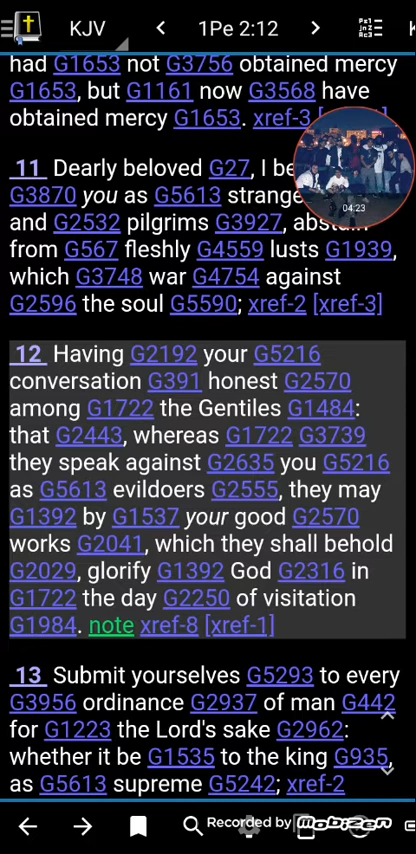 KJV < 1Pe 2:12 >
had G1653 not G3756 obtained mercy
G1653, but G1161 now G3568 have
obtained mercy G1653. xref-3
11 Dearly beloved G27, I
G3870 you as G5613
and G2532 pilgrims G3927,
04:23
from G567 fleshly G4559 lusts G1939,
which G3748 war G4754 against
G2596 the soul G5590; xref-2 [xref-3]
12 Having G2192 your G5216
conversation G391 honest G2570
among G1722 the Gentiles G1484:
that G2443, whereas G1722 G3739
they speak against G2635 you G5216
as G5613 evildoers G2555, they may
G1392 by G1537 your good G2570
works G2041, which they shall behold
G2029, glorify G1392 God G2316 in
G1722 the day G2250 of visitation
G1984. note xref-8 [xref-1]
13 Submit yourselves G5293 to every
G3956 ordinance G2937 of man G442
for G1223 the Lord's sake G2962:
whether it be G1535 to the king G935,
as G5613 supreme G5242; xref-2
Recorded by mobizen